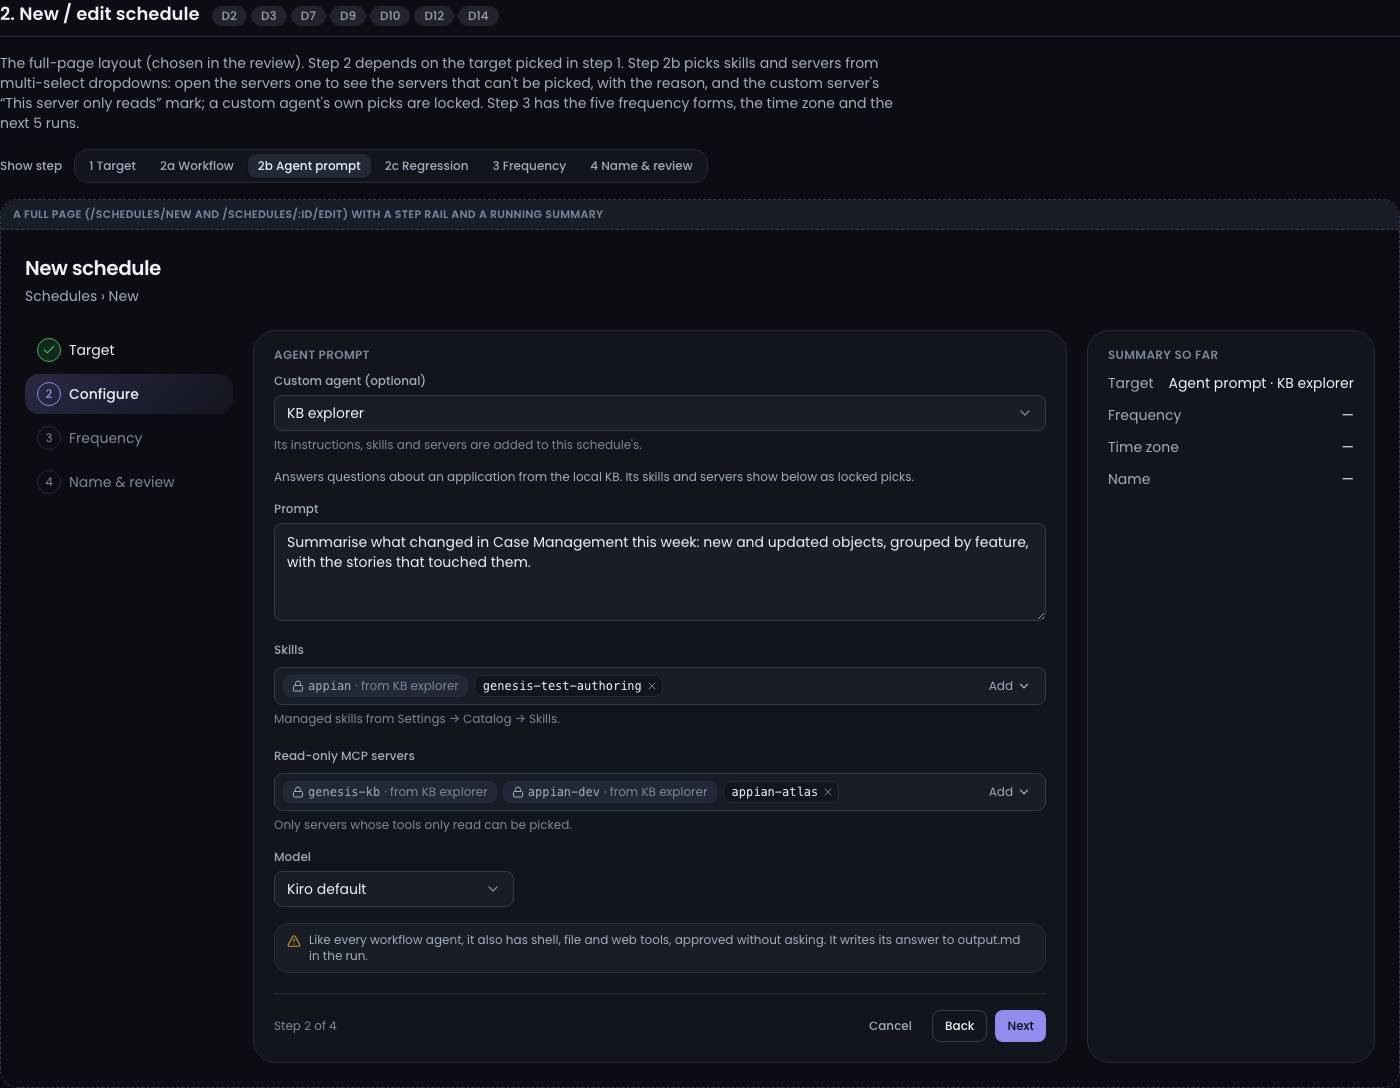 2. New / edit schedule D2 D3 D7 D9 D10 D12 D14
The full-page layout (chosen in the review). Step 2 depends on the target picked in step 1. Step 2b picks skills and servers from
multi-select dropdowns: open the servers one to see the servers that can't be picked, with the reason, and the custom server's
“This server only reads” mark; a custom agent's own picks are locked. Step 3 has the five frequency forms, the time zone and the
next 5 runs.
Show step 1 Target 2a Workflow 2b Agent prompt 2c Regression 3 Frequency 4 Name & review
A FULL PAGE (/SCHEDULES/NEW AND /SCHEDULES/:ID/EDIT) WITH A STEP RAIL AND A RUNNING SUMMARY
New schedule
Schedules › New
Target
2 Configure
3 Frequency
4 Name & review
AGENT PROMPT
Custom agent (optional)
KB explorer
Its instructions, skills and servers are added to this schedule's.
Answers questions about an application from the local KB. Its skills and servers show below as locked picks.
Prompt
Summarise what changed in Case Management this week: new and updated objects, grouped by feature,
with the stories that touched them.
Skills
appian · from KB explorer genesis-test-authoring × Add
Managed skills from Settings → Catalog → Skills.
Read-only MCP servers
genesis-kb · from KB explorer appian-dev · from KB explorer appian-atlas × Add
Only servers whose tools only read can be picked.
Model
Kiro default
Like every workflow agent, it also has shell, file and web tools, approved without asking. It writes its answer to output.md
in the run.
Step 2 of 4 Cancel Back Next
SUMMARY SO FAR
Target Agent prompt · KB explorer
Frequency —
Time zone —
Name —